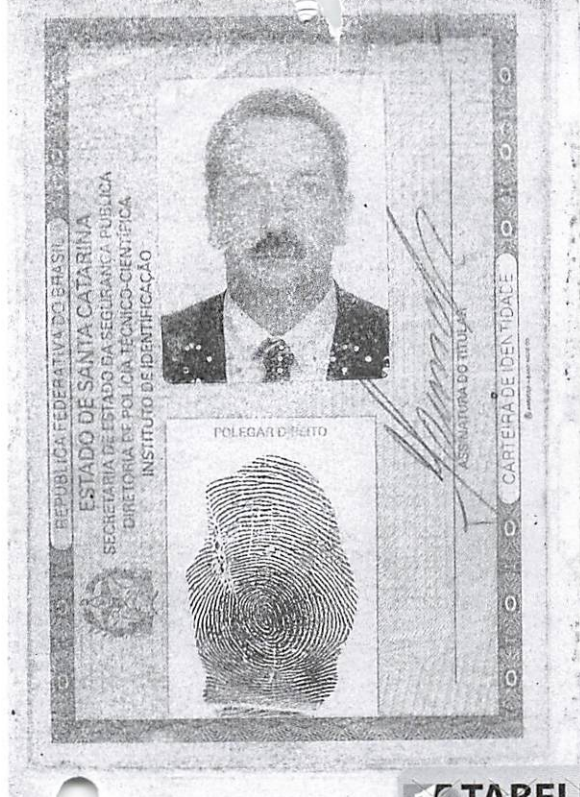 REPÚBLICA FEDERATIVA DO BRASIL
ESTADO DE SANTA CATARINA
SECRETARIA DE ESTADO DA SEGURANÇA PÚBLICA
DIRETORIA DE POLÍCIA TÉCNICO-CIENTÍFICA
INSTITUTO DE IDENTIFICAÇÃO
POLEGAR DIREITO
ASSINATURA DO TITULAR
CARTEIRA DE IDENTIDADE
TABEL